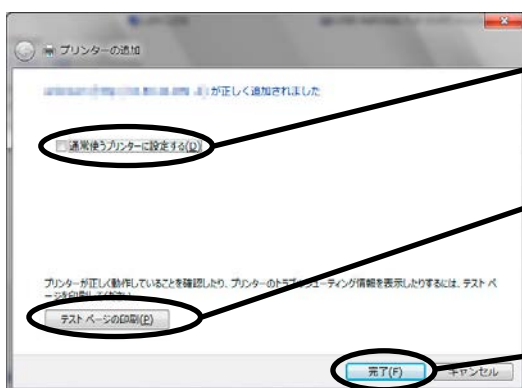 プリンターの追加
が正しく追加されました
通常使うプリンターに設定する(D)
プリンターが正しく動作していることを確認したり、プリンターのトラブルシューティング情報を表示したりするには、テスト ペ
ージを印刷してください。
テスト ページの印刷(P)
完了(F)
キャンセル